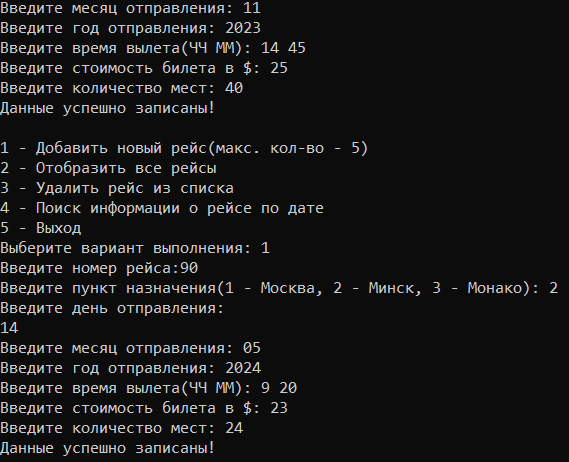 Введите месяц отправления: 11
Введите год отправления: 2023
Введите время вылета(ЧЧ ММ): 14 45
Введите стоимость билета в $: 25
Введите количество мест: 40
Данные успешно записаны!
1 - Добавить новый рейс(макс. кол-во - 5)
2 - Отобразить все рейсы
3 - Удалить рейс из списка
4 - Поиск информации о рейсе по дате
5 - Выход
Выберите вариант выполнения: 1
Введите номер рейса:90
Введите пункт назначения(1 - Москва, 2 - Минск, 3 - Монако): 2
Введите день отправления:
14
Введите месяц отправления: 05
Введите год отправления: 2024
Введите время вылета(ЧЧ ММ): 9 20
Введите стоимость билета в $: 23
Введите количество мест: 24
Данные успешно записаны!